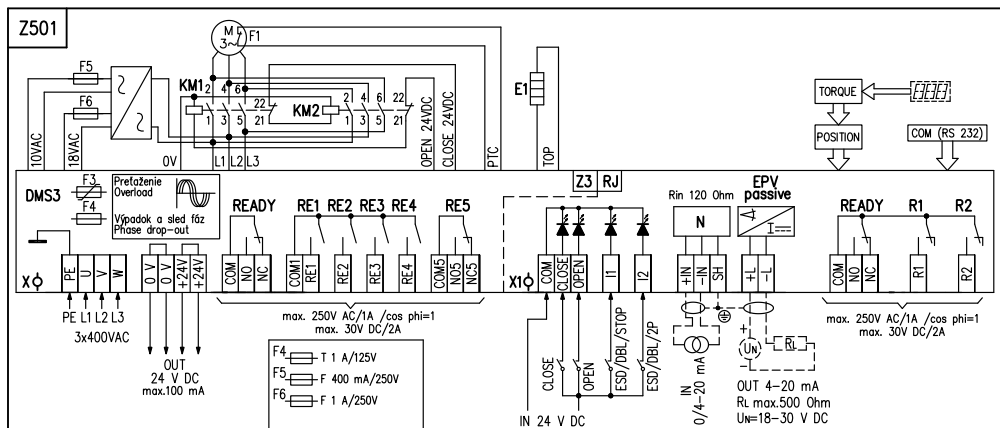 Z501
M
3~
F1
F5
F6
KM1
2 4 6
1 3 5
22
21
KM2
2 4 6 22
1 3 5 21
E1
TORQUE
POSITION
COM (RS 232)
10VAC
18VAC
0V
L1 L2 L3
OPEN 24VDC
CLOSE 24VDC
PTC
TOP
DMS3
F3
F4
Preťaženie
Overload
Výpadok a sled fáz
Phase drop-out
READY
RE1 RE2 RE3 RE4
RE5
Z3 RJ
Rin 120 Ohm
N
EPV
passive
I
READY
R1
R2
X
PE U V W
0 V
0 V
+24V
+24V
COM NO NC
COM1 RE1 RE2 RE3 RE4
COM5 NO5 NC5
X1
COM CLOSE OPEN I1 I2
+IN -IN SH
+L -L
COM NO NC
R1
R2
PE L1 L2 L3
3x400VAC
OUT
24 V DC
max.100 mA
max. 250V AC/1A /cos phi=1
max. 30V DC/2A
F4 T 1 A/125V
F5 F 400 mA/250V
F6 F 1 A/250V
CLOSE
OPEN
ESD/DBL/STOP
ESD/DBL/2P
IN 24 V DC
IN
0/4-20 mA
+
UN
-
RL
OUT 4-20 mA
RL max.500 Ohm
UN=18-30 V DC
max. 250V AC/1A /cos phi=1
max. 30V DC/2A